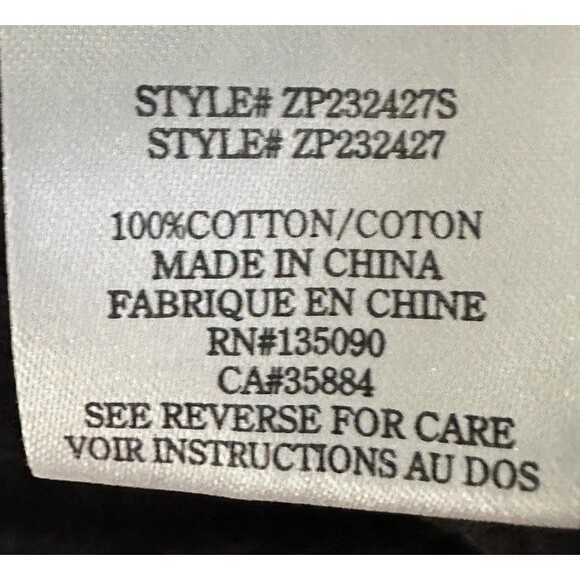 STYLE# ZP232427S
STYLE# ZP232427
100%COTTON/COTON
MADE IN CHINA
FABRIQUE EN CHINE
RN#135090
CA#35884
SEE REVERSE FOR CARE
VOIR INSTRUCTIONS AU DOS